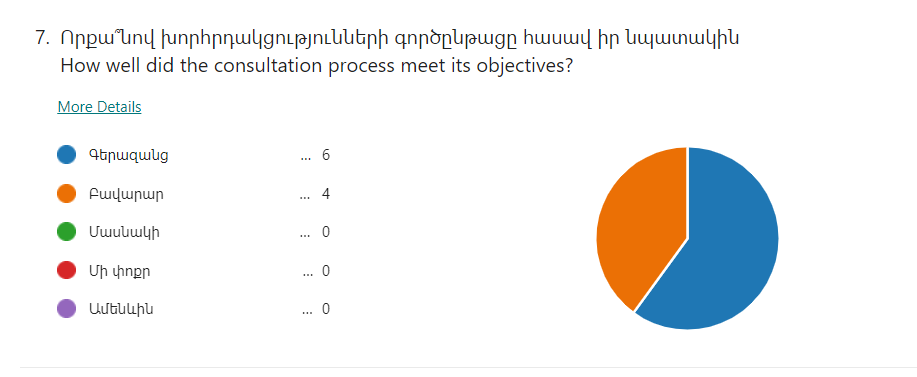 7. Որքա՞նով խորհրդակցությունների գործընթացը հասավ իր նպատակին
How well did the consultation process meet its objectives?
More Details
Գերազանց ... 6
Բավարար ... 4
Մասնակի ... 0
Մի փոքր ... 0
Ամենևին ... 0